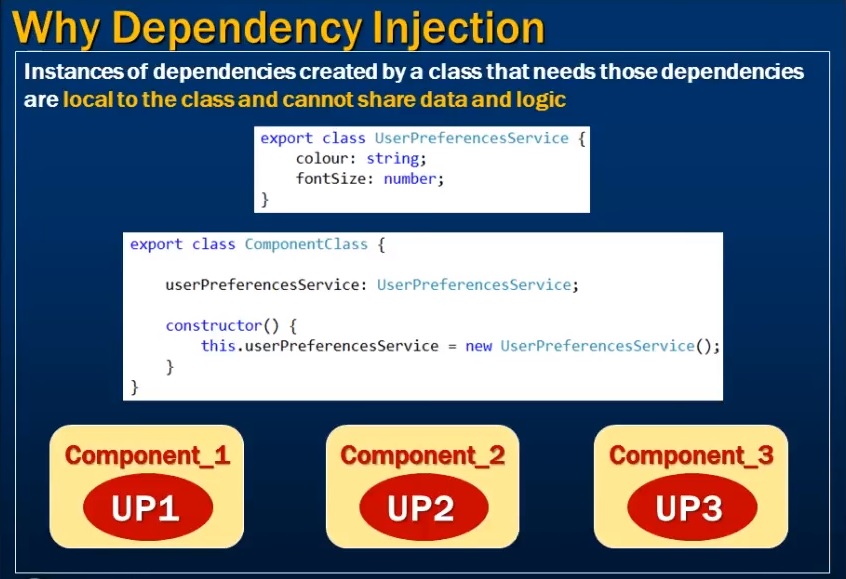 Why Dependency Injection
Instances of dependencies created by a class that needs those dependencies
are local to the class and cannot share data and logic
export class UserPreferencesService {
    colour: string;
    fontSize: number;
}
export class ComponentClass {
    userPreferencesService: UserPreferencesService;
    constructor() {
        this.userPreferencesService = new UserPreferencesService();
    }
}
Component_1
UP1
Component_2
UP2
Component_3
UP3